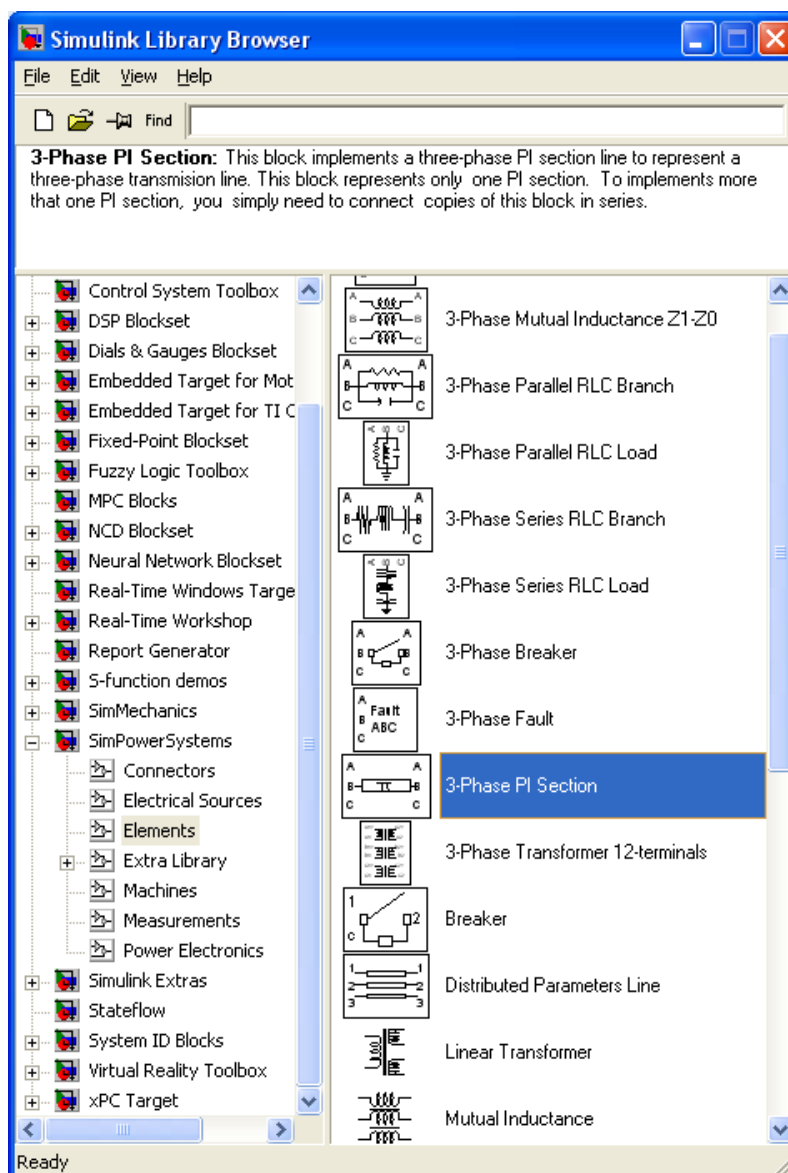 Simulink Library Browser
File Edit View Help
Find
3-Phase PI Section: This block implements a three-phase PI section line to represent a
three-phase transmision line. This block represents only one PI section. To implements more
that one PI section, you simply need to connect copies of this block in series.
Control System Toolbox
DSP Blockset
Dials & Gauges Blockset
Embedded Target for Mot
Embedded Target for TI C
Fixed-Point Blockset
Fuzzy Logic Toolbox
MPC Blocks
NCD Blockset
Neural Network Blockset
Real-Time Windows Targe
Real-Time Workshop
Report Generator
S-function demos
SimMechanics
SimPowerSystems
Connectors
Electrical Sources
Elements
Extra Library
Machines
Measurements
Power Electronics
Simulink Extras
Stateflow
System ID Blocks
Virtual Reality Toolbox
xPC Target
A A
B B
C C
3-Phase Mutual Inductance Z1-Z0
A A
B B
C C
3-Phase Parallel RLC Branch
A B C
3-Phase Parallel RLC Load
A A
B B
C C
3-Phase Series RLC Branch
A B C
3-Phase Series RLC Load
A A
B B
C C
3-Phase Breaker
A
B Fault
C ABC
3-Phase Fault
A A
B π B
C C
3-Phase PI Section
3-Phase Transformer 12-terminals
1
2
c
Breaker
1 1
2 2
3 3
Distributed Parameters Line
Linear Transformer
Mutual Inductance
Ready